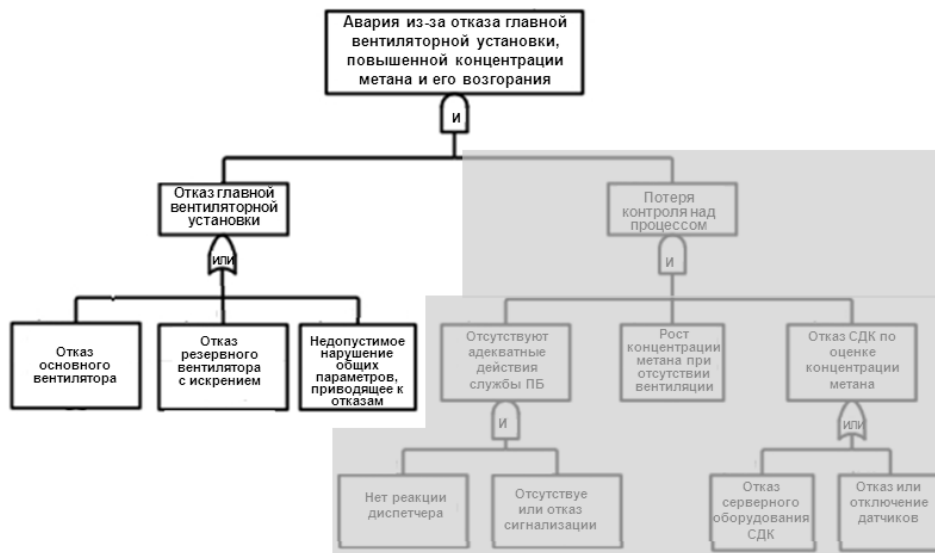 Авария из-за отказа главной
вентиляторной установки,
повышенной концентрации
метана и его возгорания
И
Отказ главной
вентиляторной
установки
Потеря
контроля над
процессом
ИЛИ
И
Отказ
основного
вентилятора
Отказ
резервного
вентилятора
с искрением
Недопустимое
нарушение
общих
параметров,
приводящее к
отказам
Отсутствуют
адекватные
действия
службы ПБ
Рост
концентрации
метана при
отсутствии
вентиляции
Отказ СДК по
оценке
концентрации
метана
И
ИЛИ
Нет реакции
диспетчера
Отсутствуе
или отказ
сигнализации
Отказ
серверного
оборудования
СДК
Отказ или
отключение
датчиков